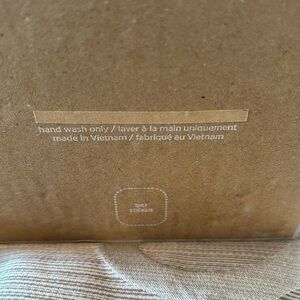 hand wash only / laver à la main uniquement
made in Vietnam / fabriqué au Vietnam